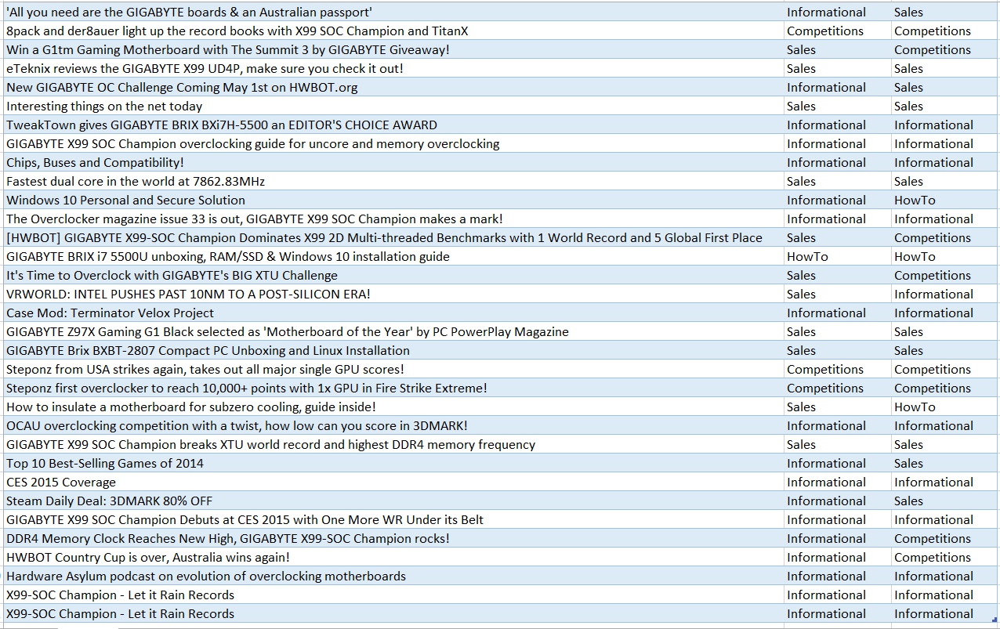 'All you need are the GIGABYTE boards & an Australian passport' Informational Sales
8pack and der8auer light up the record books with X99 SOC Champion and TitanX Competitions Competitions
Win a G1tm Gaming Motherboard with The Summit 3 by GIGABYTE Giveaway! Sales Competitions
eTeknix reviews the GIGABYTE X99 UD4P, make sure you check it out! Sales Sales
New GIGABYTE OC Challenge Coming May 1st on HWBOT.org Informational Sales
Interesting things on the net today Sales Sales
TweakTown gives GIGABYTE BRIX BXi7H-5500 an EDITOR'S CHOICE AWARD Informational Informational
GIGABYTE X99 SOC Champion overclocking guide for uncore and memory overclocking Informational Informational
Chips, Buses and Compatibility! Informational Informational
Fastest dual core in the world at 7862.83MHz Sales Sales
Windows 10 Personal and Secure Solution Informational HowTo
The Overclocker magazine issue 33 is out, GIGABYTE X99 SOC Champion makes a mark! Informational Informational
[HWBOT] GIGABYTE X99-SOC Champion Dominates X99 2D Multi-threaded Benchmarks with 1 World Record and 5 Global First Place Sales Competitions
GIGABYTE BRIX i7 5500U unboxing, RAM/SSD & Windows 10 installation guide HowTo HowTo
It's Time to Overclock with GIGABYTE's BIG XTU Challenge Sales Competitions
VRWORLD: INTEL PUSHES PAST 10NM TO A POST-SILICON ERA! Sales Informational
Case Mod: Terminator Velox Project Informational Informational
GIGABYTE Z97X Gaming G1 Black selected as 'Motherboard of the Year' by PC PowerPlay Magazine Sales Sales
GIGABYTE Brix BXBT-2807 Compact PC Unboxing and Linux Installation Sales Sales
Steponz from USA strikes again, takes out all major single GPU scores! Competitions Competitions
Steponz first overclocker to reach 10,000+ points with 1x GPU in Fire Strike Extreme! Competitions Competitions
How to insulate a motherboard for subzero cooling, guide inside! Sales HowTo
OCAU overclocking competition with a twist, how low can you score in 3DMARK! Informational Informational
GIGABYTE X99 SOC Champion breaks XTU world record and highest DDR4 memory frequency Sales Sales
Top 10 Best-Selling Games of 2014 Informational Sales
CES 2015 Coverage Informational Informational
Steam Daily Deal: 3DMARK 80% OFF Informational Sales
GIGABYTE X99 SOC Champion Debuts at CES 2015 with One More WR Under its Belt Informational Informational
DDR4 Memory Clock Reaches New High, GIGABYTE X99-SOC Champion rocks! Informational Competitions
HWBOT Country Cup is over, Australia wins again! Informational Competitions
Hardware Asylum podcast on evolution of overclocking motherboards Informational Informational
X99-SOC Champion - Let it Rain Records Informational Informational
X99-SOC Champion - Let it Rain Records Informational Informational